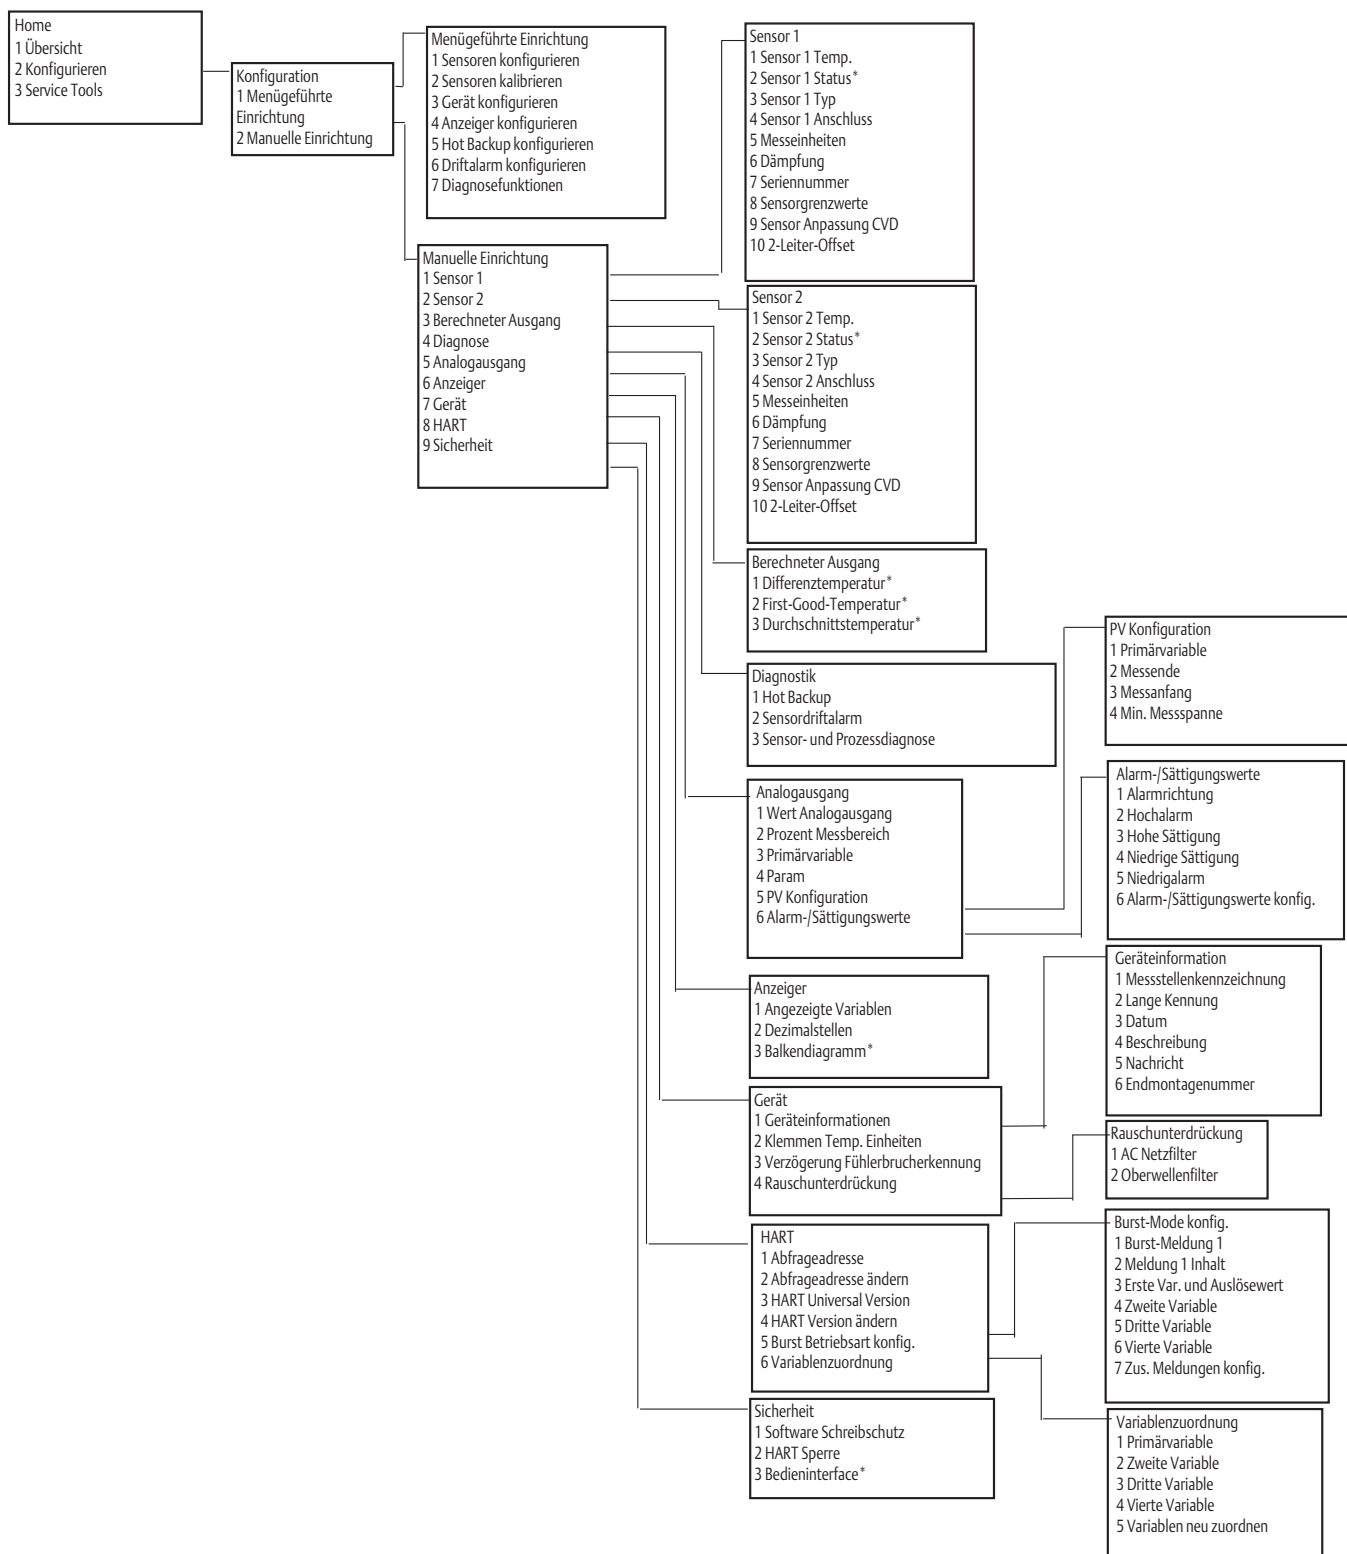 Home
1 Übersicht
2 Konfigurieren
3 Service Tools
Konfiguration
1 Menügeführte
Einrichtung
2 Manuelle Einrichtung
Menügeführte Einrichtung
1 Sensoren konfigurieren
2 Sensoren kalibrieren
3 Gerät konfigurieren
4 Anzeiger konfigurieren
5 Hot Backup konfigurieren
6 Driftalarm konfigurieren
7 Diagnosefunktionen
Manuelle Einrichtung
1 Sensor 1
2 Sensor 2
3 Berechneter Ausgang
4 Diagnose
5 Analogausgang
6 Anzeiger
7 Gerät
8 HART
9 Sicherheit
Sensor 1
1 Sensor 1 Temp.
2 Sensor 1 Status*
3 Sensor 1 Typ
4 Sensor 1 Anschluss
5 Messeinheiten
6 Dämpfung
7 Seriennummer
8 Sensorgrenzwerte
9 Sensor Anpassung CVD
10 2-Leiter-Offset
Sensor 2
1 Sensor 2 Temp.
2 Sensor 2 Status*
3 Sensor 2 Typ
4 Sensor 2 Anschluss
5 Messeinheiten
6 Dämpfung
7 Seriennummer
8 Sensorgrenzwerte
9 Sensor Anpassung CVD
10 2-Leiter-Offset
Berechneter Ausgang
1 Differenztemperatur*
2 First-Good-Temperatur*
3 Durchschnittstemperatur*
Diagnostik
1 Hot Backup
2 Sensordriftalarm
3 Sensor- und Prozessdiagnose
Analogausgang
1 Wert Analogausgang
2 Prozent Messbereich
3 Primärvariable
4 Param
5 PV Konfiguration
6 Alarm-/Sättigungswerte
Anzeiger
1 Angezeigte Variablen
2 Dezimalstellen
3 Balkendiagramm*
Gerät
1 Geräteinformationen
2 Klemmen Temp. Einheiten
3 Verzögerung Fühlerbrucherkennung
4 Rauschunterdrückung
HART
1 Abfrageadresse
2 Abfrageadresse ändern
3 HART Universal Version
4 HART Version ändern
5 Burst Betriebsart konfig.
6 Variablenzuordnung
Sicherheit
1 Software Schreibschutz
2 HART Sperre
3 Bedieninterface*
PV Konfiguration
1 Primärvariable
2 Messende
3 Messanfang
4 Min. Messspanne
Alarm-/Sättigungswerte
1 Alarmrichtung
2 Hochalarm
3 Hohe Sättigung
4 Niedrige Sättigung
5 Niedrigalarm
6 Alarm-/Sättigungswerte konfig.
Geräteinformation
1 Messstellenkennzeichnung
2 Lange Kennung
3 Datum
4 Beschreibung
5 Nachricht
6 Endmontagenummer
Rauschunterdrückung
1 AC Netzfilter
2 Oberwellenfilter
Burst-Mode konfig.
1 Burst-Meldung 1
2 Meldung 1 Inhalt
3 Erste Var. und Auslösewert
4 Zweite Variable
5 Dritte Variable
6 Vierte Variable
7 Zus. Meldungen konfig.
Variablenzuordnung
1 Primärvariable
2 Zweite Variable
3 Dritte Variable
4 Vierte Variable
5 Variablen neu zuordnen